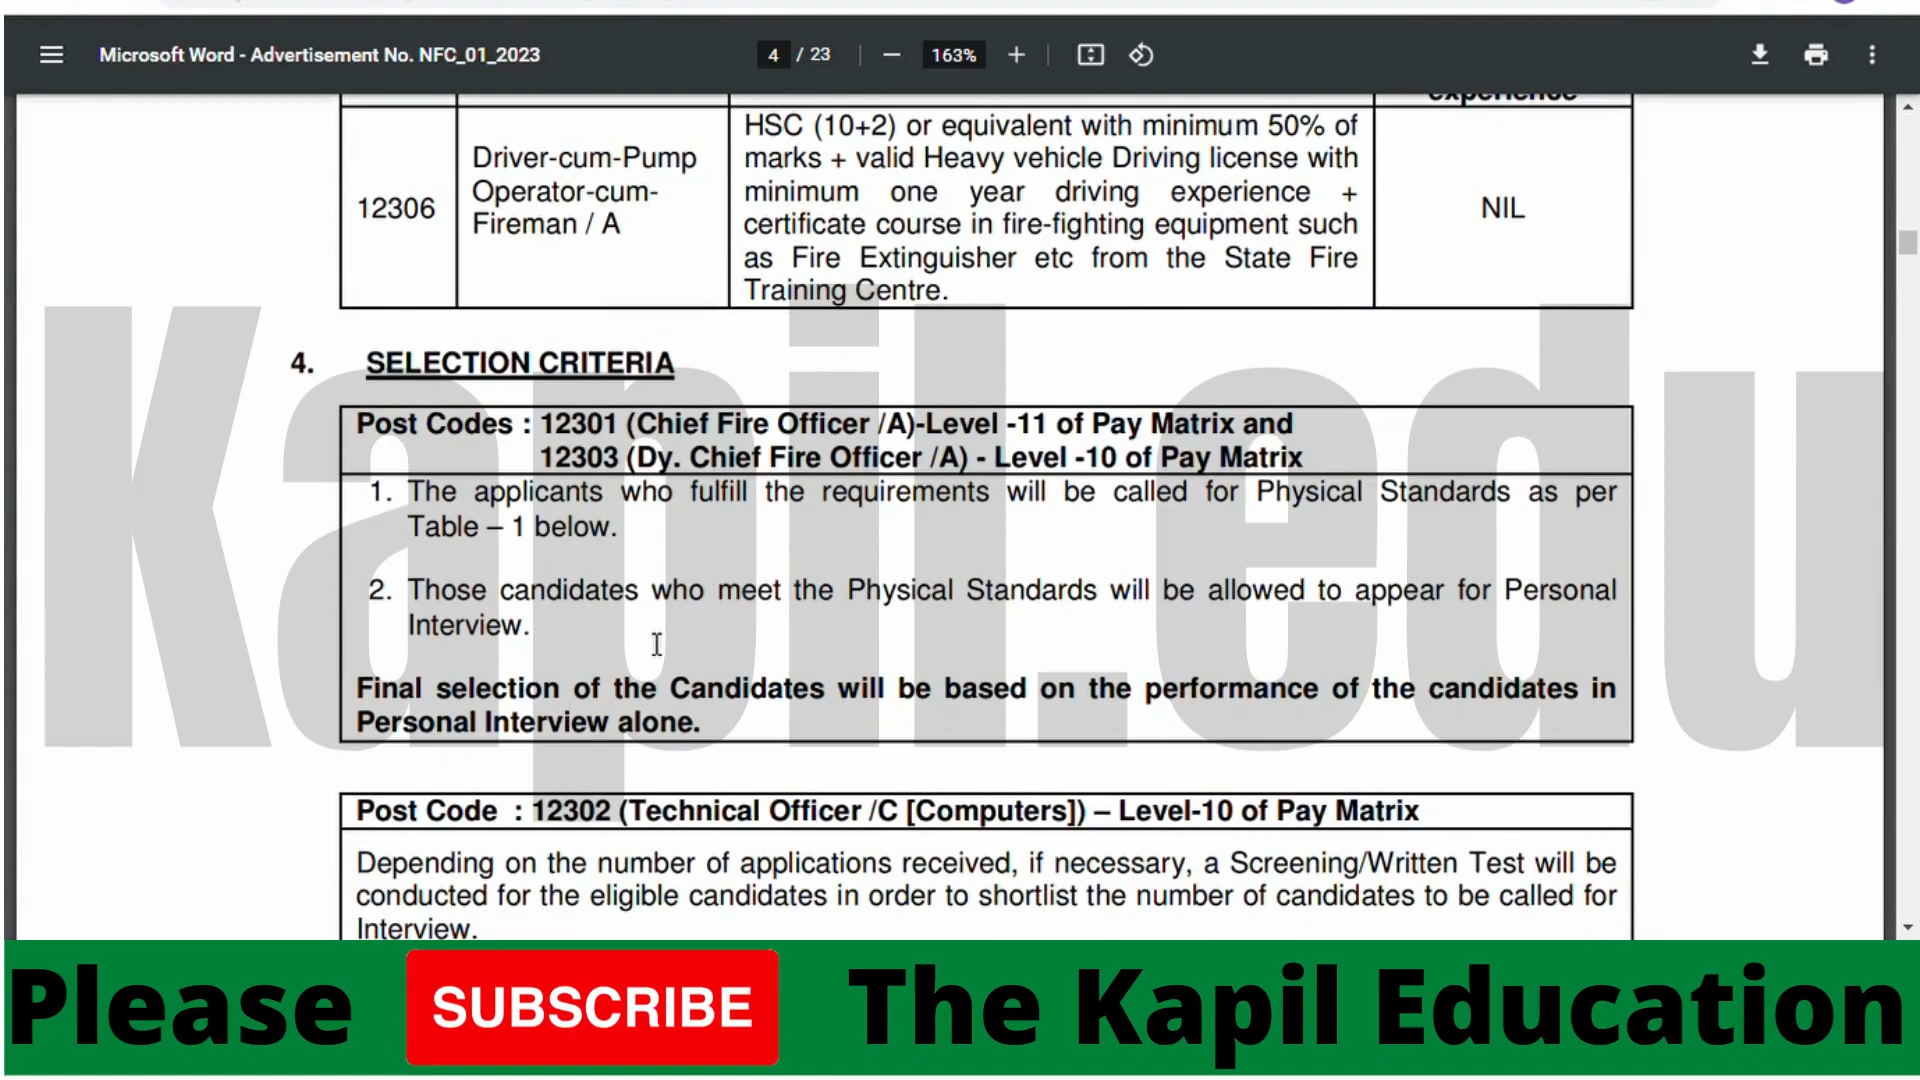 Microsoft Word - Advertisement No. NFC_01_2023
4 / 23
163%
experience
12306
Driver-cum-Pump
Operator-cum-
Fireman / A
HSC (10+2) or equivalent with minimum 50% of
marks + valid Heavy vehicle Driving license with
minimum one year driving experience +
certificate course in fire-fighting equipment such
as Fire Extinguisher etc from the State Fire
Training Centre.
NIL
4. SELECTION CRITERIA
Post Codes : 12301 (Chief Fire Officer /A)-Level -11 of Pay Matrix and
12303 (Dy. Chief Fire Officer /A) - Level -10 of Pay Matrix
1. The applicants who fulfill the requirements will be called for Physical Standards as per
Table – 1 below.
2. Those candidates who meet the Physical Standards will be allowed to appear for Personal
Interview.
Final selection of the Candidates will be based on the performance of the candidates in
Personal Interview alone.
Post Code : 12302 (Technical Officer /C [Computers]) – Level-10 of Pay Matrix
Depending on the number of applications received, if necessary, a Screening/Written Test will be
conducted for the eligible candidates in order to shortlist the number of candidates to be called for
Interview.
Kapil.edu
Please SUBSCRIBE The Kapil Education